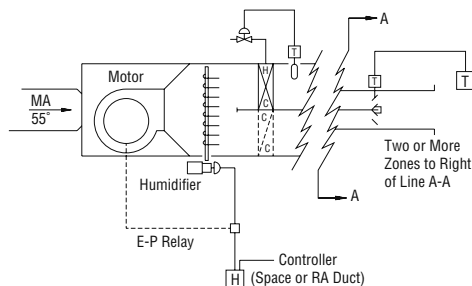 A
T
T
T
Motor
H
C
MA
55°
C
C
Two or More
Zones to Right
of Line A-A
Humidifier
A
E-P Relay
Controller
(Space or RA Duct)
H